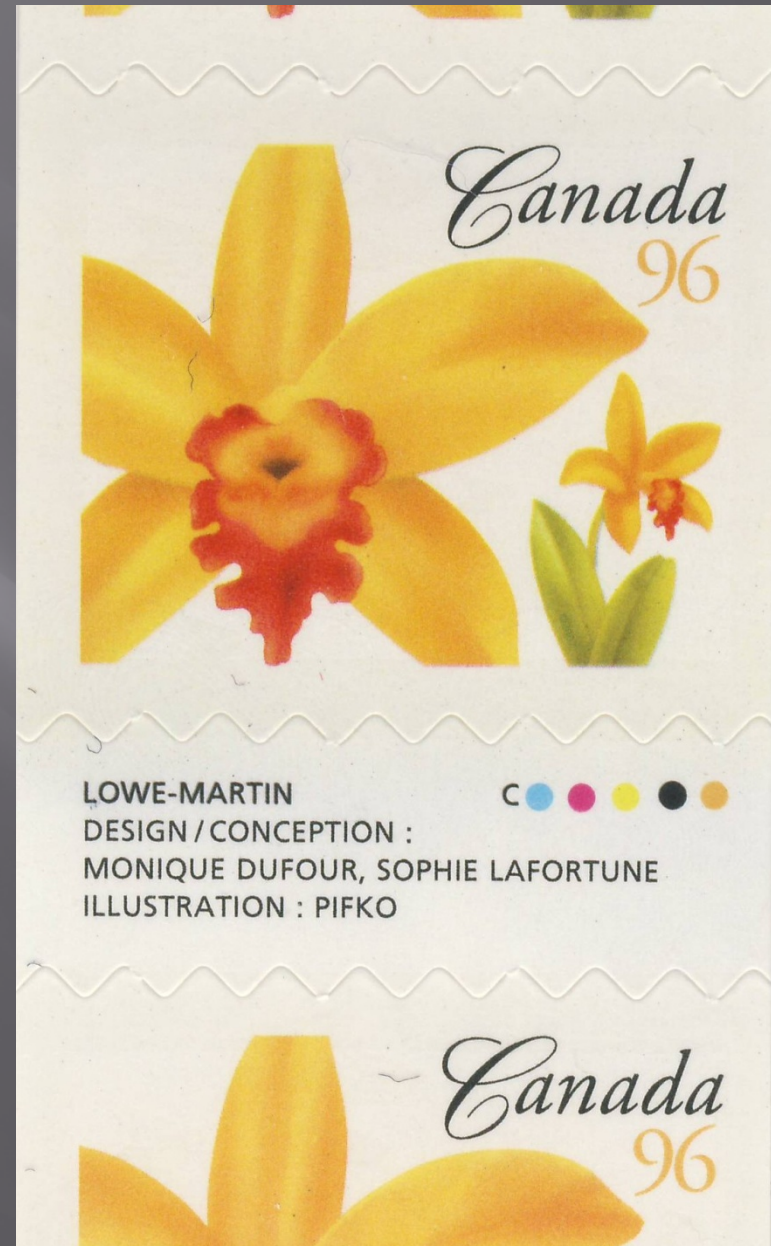 Canada
96
LOWE-MARTIN C
DESIGN / CONCEPTION :
MONIQUE DUFOUR, SOPHIE LAFORTUNE
ILLUSTRATION : PIFKO
Canada
96